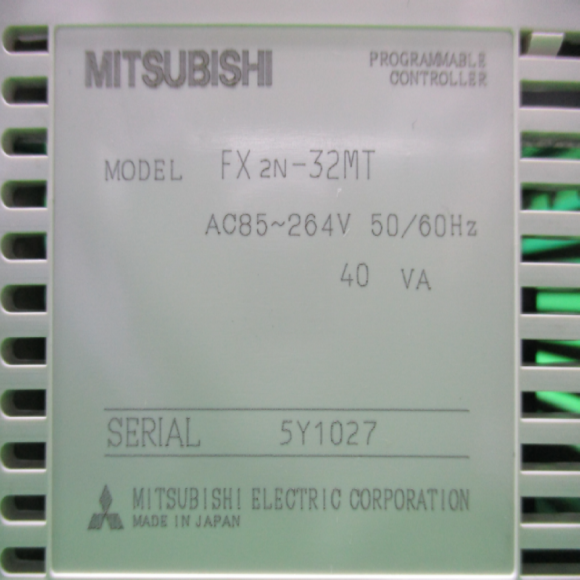 MITSUBISHI
PROGRAMMABLE
CONTROLLER
MODEL FX2N-32MT
AC85~264V 50/60Hz
40 VA
SERIAL 5Y1027
MITSUBISHI ELECTRIC CORPORATION
MADE IN JAPAN